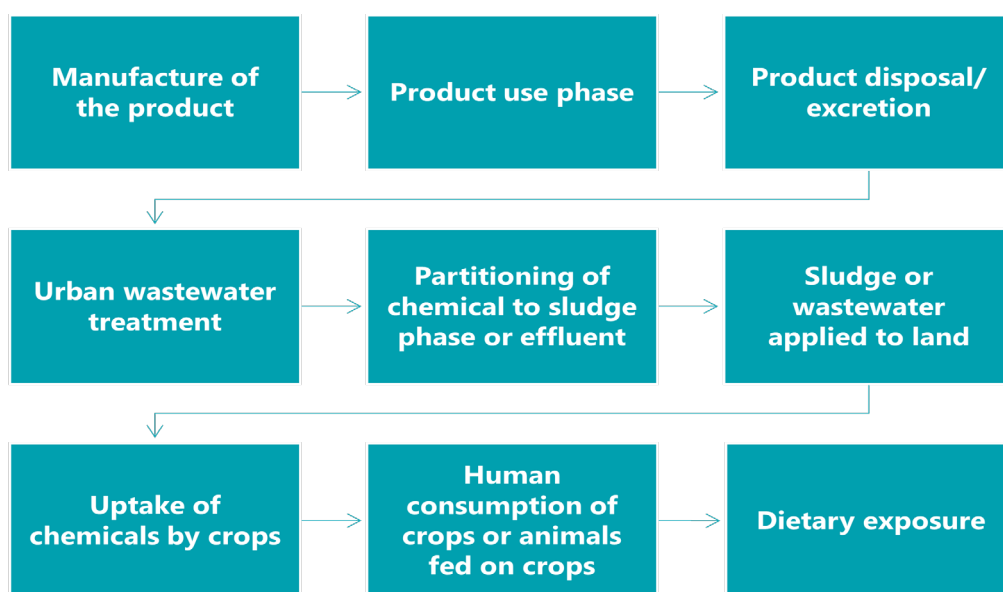 Manufacture of
the product
Product use phase
Product disposal/
excretion
Urban wastewater
treatment
Partitioning of
chemical to sludge
phase or effluent
Sludge or
wastewater
applied to land
Uptake of
chemicals by crops
Human
consumption of
crops or animals
fed on crops
Dietary exposure